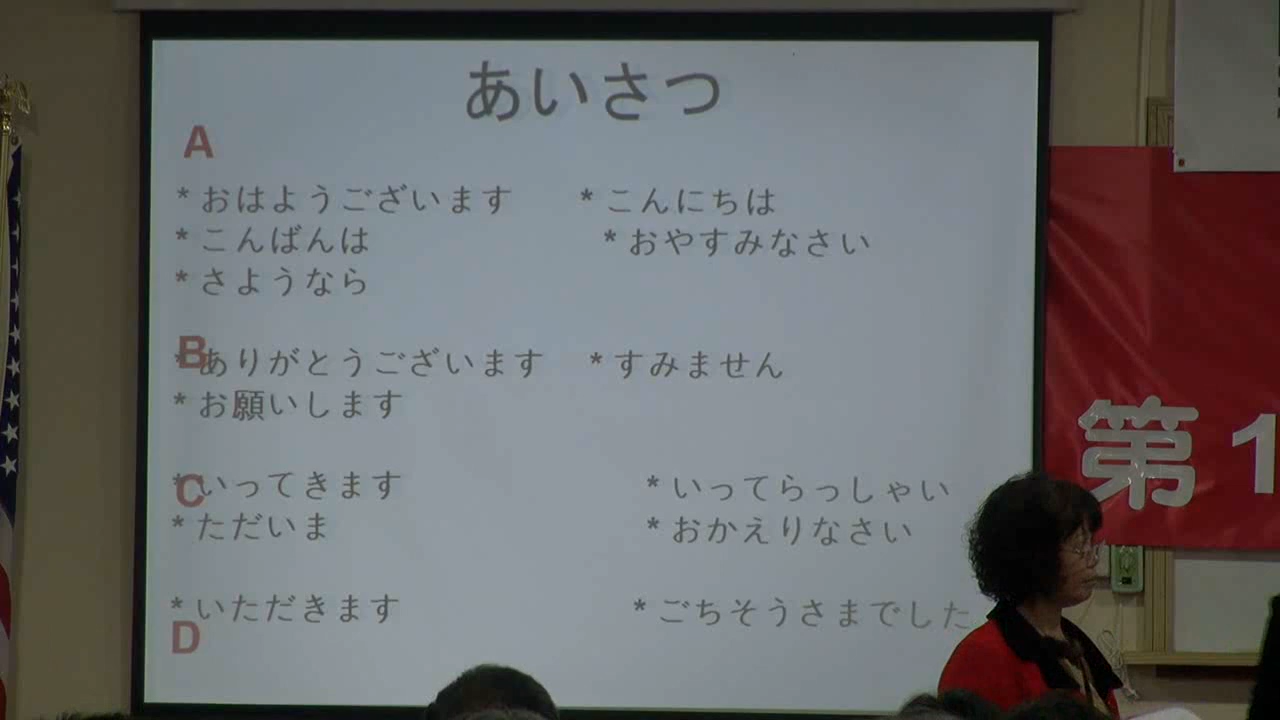 あいさつ
A
* おはようございます * こんにちは
* こんばんは * おやすみなさい
* さようなら
B
* ありがとうございます * すみません
* お願いします
C
* いってきます * いってらっしゃい
* ただいま * おかえりなさい
* いただきます * ごちそうさまでした
D
第1